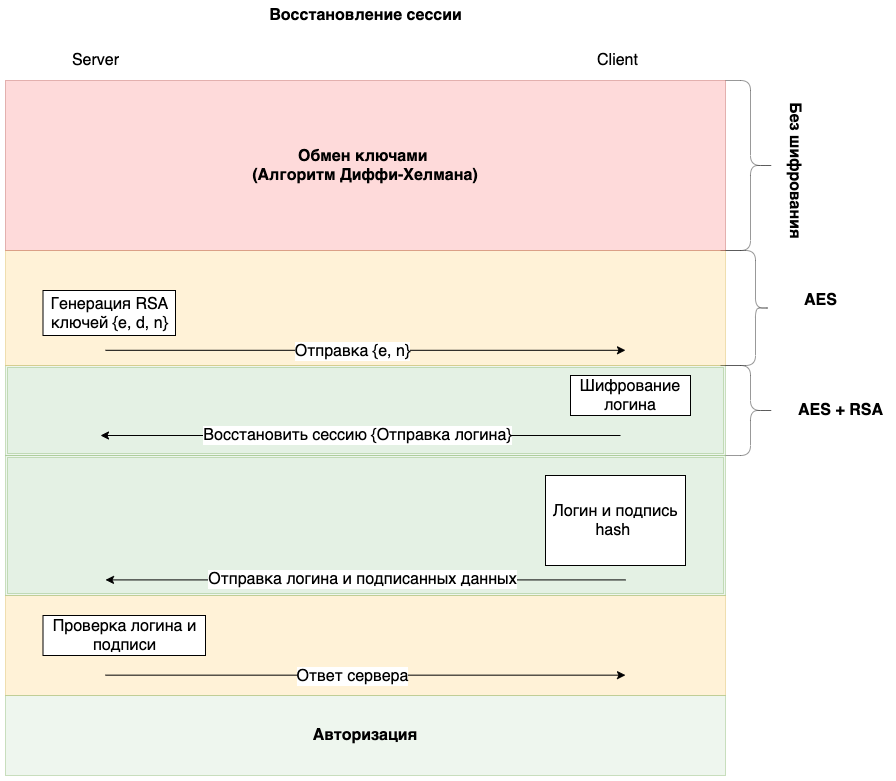 Восстановление сессии
Server
Client
Обмен ключами
(Алгоритм Диффи-Хелмана)
Без шифрования
Генерация RSA
ключей {e, d, n}
AES
Отправка {e, n}
Шифрование
логина
AES + RSA
Восстановить сессию {Отправка логина}
Логин и подпись
hash
Отправка логина и подписанных данных
Проверка логина и
подписи
Ответ сервера
Авторизация